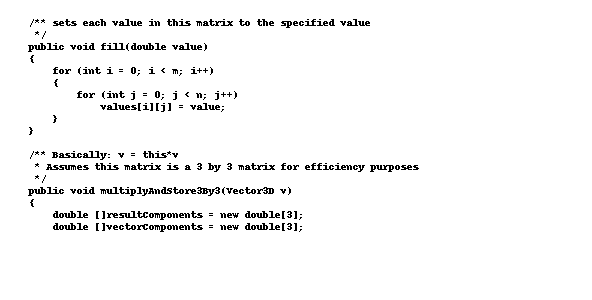 /** sets each value in this matrix to the specified value
 */
public void fill(double value)
{
    for (int i = 0; i < m; i++)
    {
        for (int j = 0; j < n; j++)
            values[i][j] = value;
    }
}

/** Basically: v = this*v
 * Assumes this matrix is a 3 by 3 matrix for efficiency purposes
 */
public void multiplyAndStore3By3(Vector3D v)
{
    double []resultComponents = new double[3];
    double []vectorComponents = new double[3];